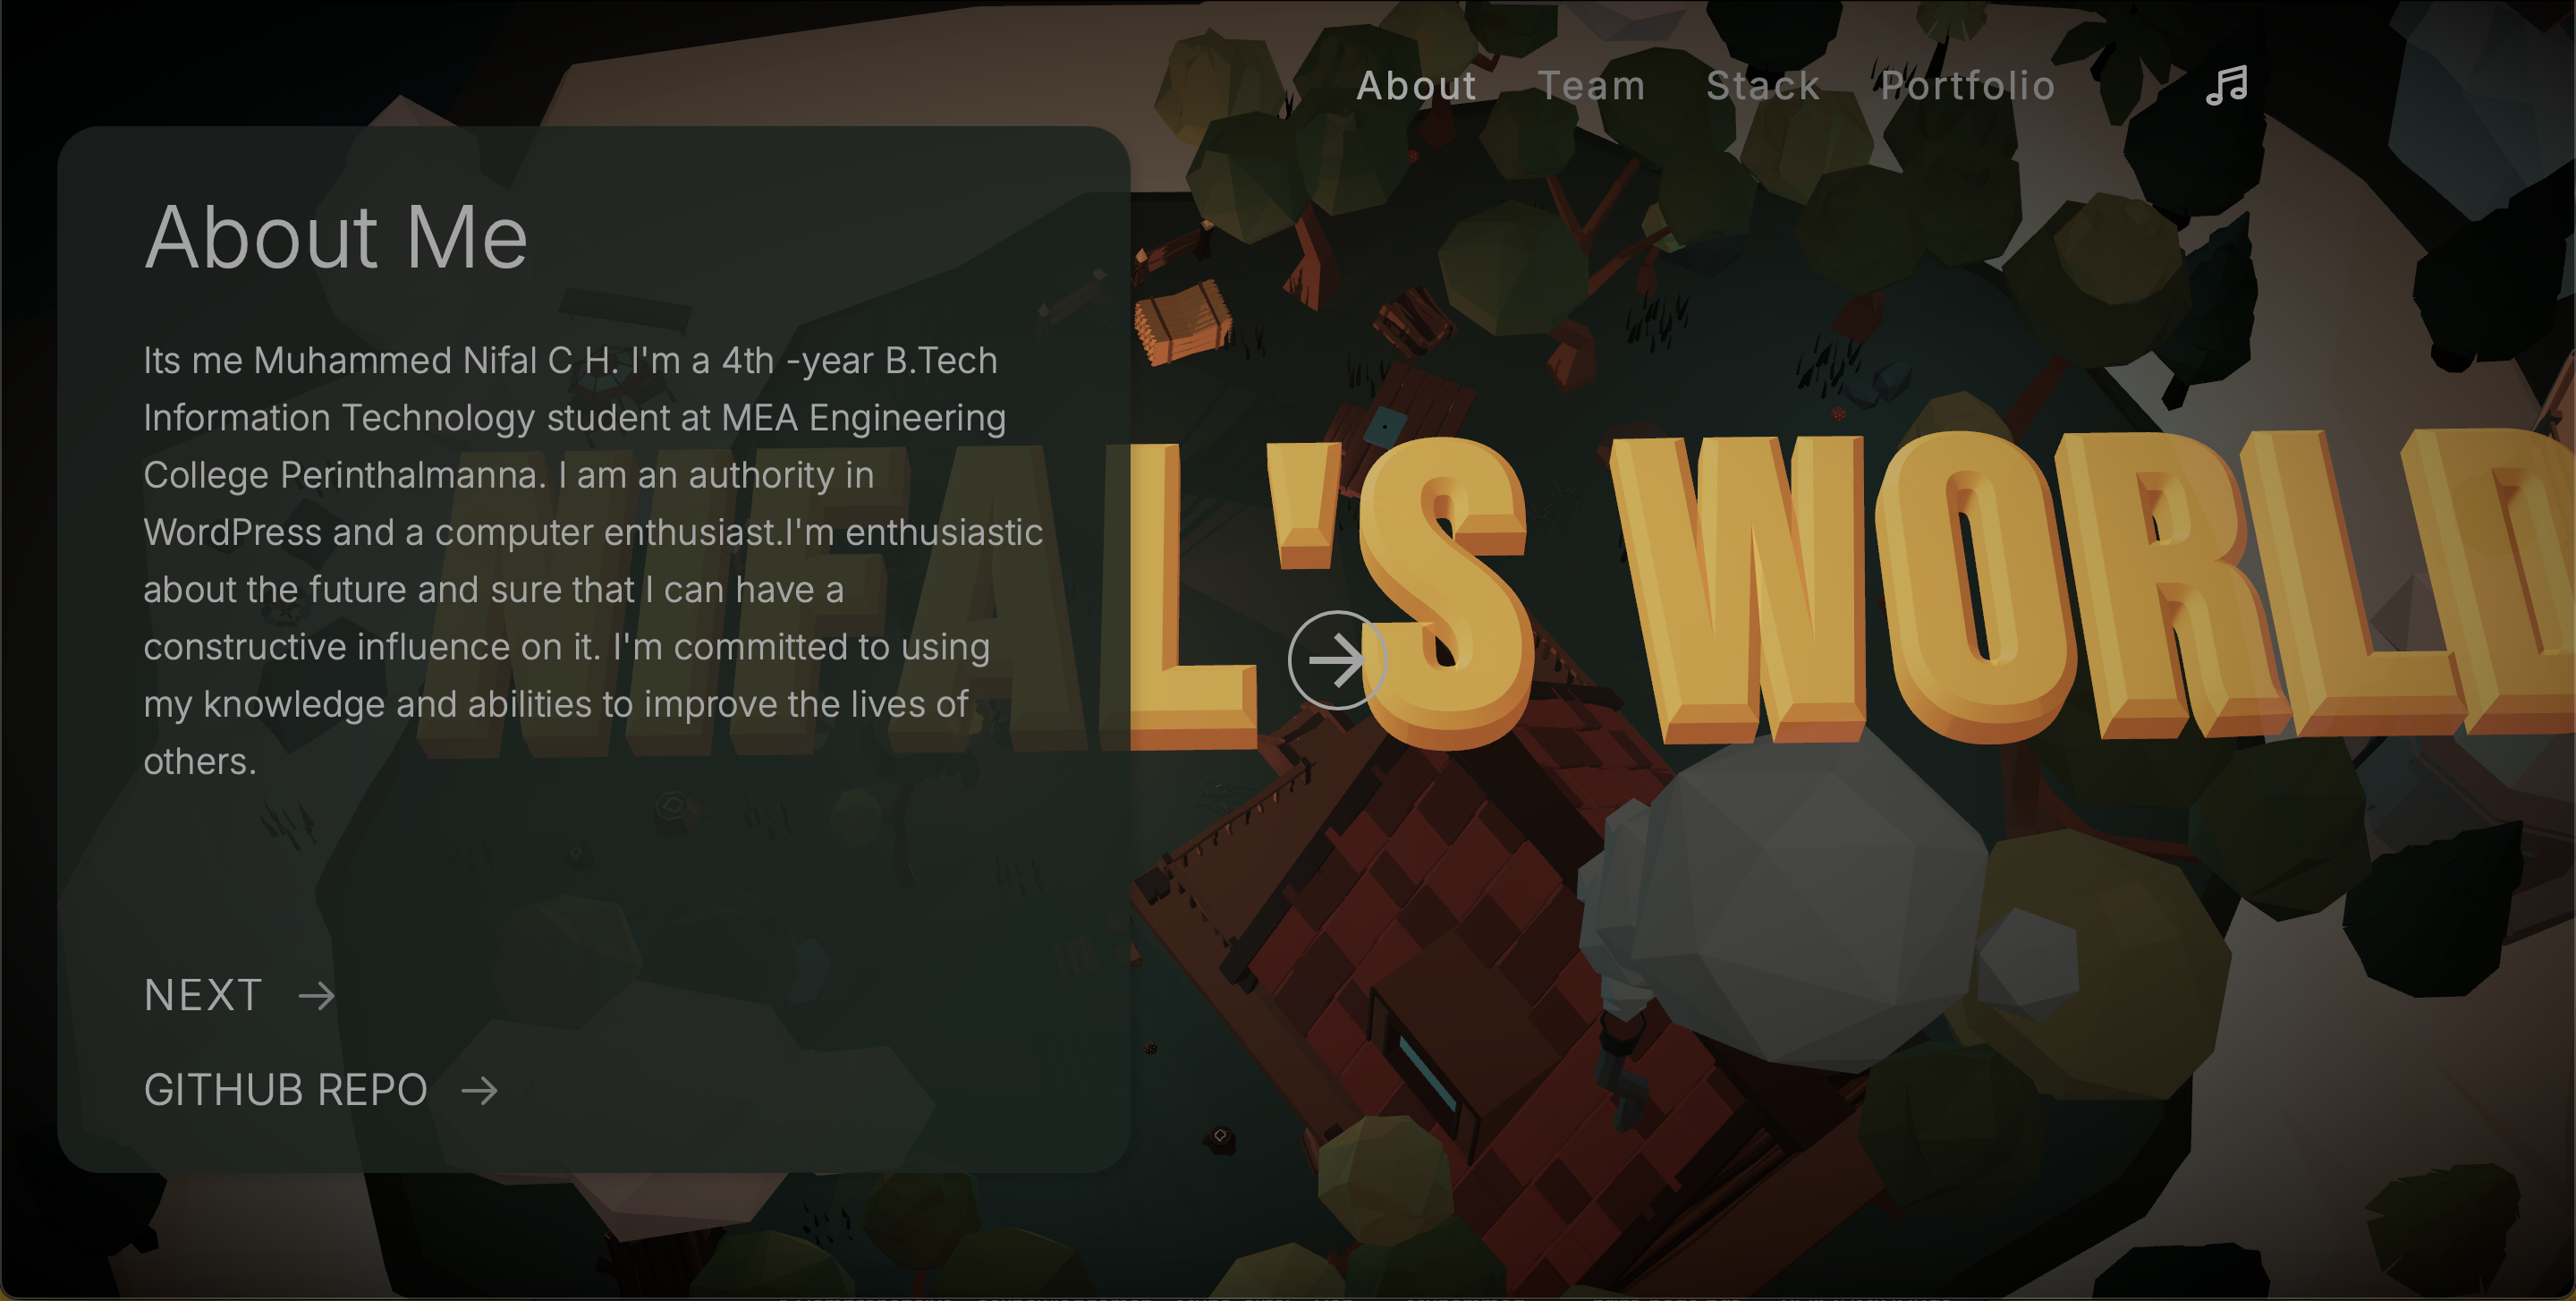 About Team Stack Portfolio
About Me
Its me Muhammed Nifal C H. I'm a 4th -year B.Tech
Information Technology student at MEA Engineering
College Perinthalmanna. I am an authority in
WordPress and a computer enthusiast.I'm enthusiastic
about the future and sure that I can have a
constructive influence on it. I'm committed to using
my knowledge and abilities to improve the lives of
others.
NIFAL'S WORLD
NEXT
GITHUB REPO